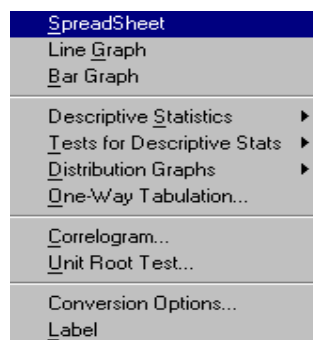 SpreadSheet
Line Graph
Bar Graph
Descriptive Statistics
Tests for Descriptive Stats
Distribution Graphs
One-Way Tabulation...
Correlogram...
Unit Root Test...
Conversion Options...
Label